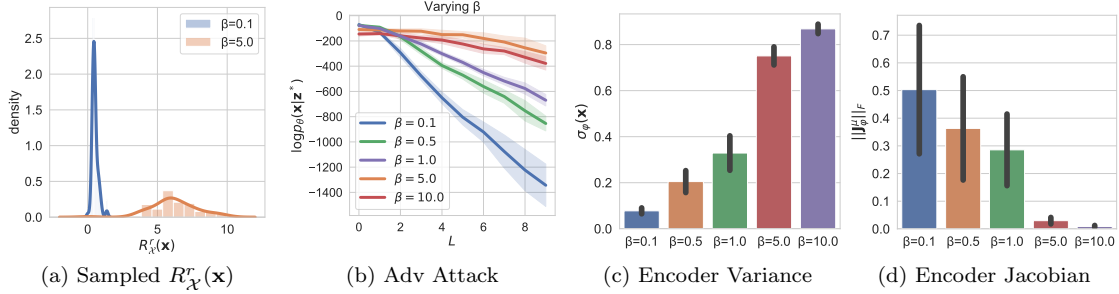 density
2.5
2.0
1.5
1.0
0.5
0.0
0
5
10
R^r_𝒳(x)
β=0.1
β=5.0
(a) Sampled R^r_𝒳(x)
Varying β
log p_θ(x|z*)
0
−200
−400
−600
−800
−1000
−1200
−1400
0
2
4
6
8
L
β = 0.1
β = 0.5
β = 1.0
β = 5.0
β = 10.0
(b) Adv Attack
σ_φ(x)
0.8
0.6
0.4
0.2
0.0
β=0.1
β=0.5
β=1.0
β=5.0
β=10.0
(c) Encoder Variance
||J^μ_φ||_F
0.7
0.6
0.5
0.4
0.3
0.2
0.1
0.0
β=0.1
β=0.5
β=1.0
β=5.0
β=10.0
(d) Encoder Jacobian